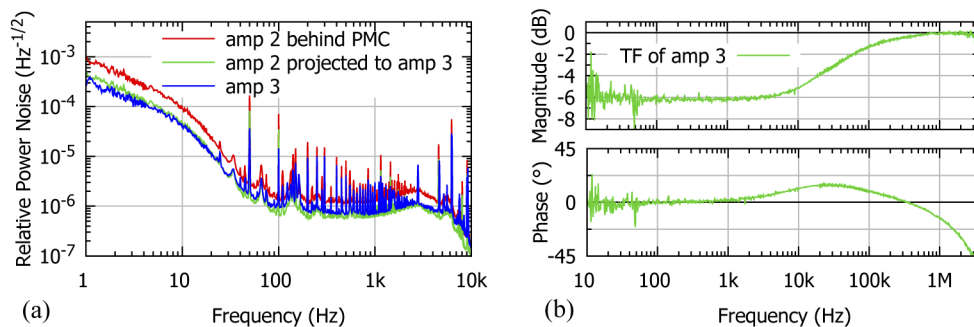 Relative Power Noise (Hz^-1/2)
10^-3
10^-4
10^-5
10^-6
10^-7
amp 2 behind PMC
amp 2 projected to amp 3
amp 3
1
10
100
1k
10k
(a)
Frequency (Hz)
Magnitude (dB)
0
-2
-4
-6
-8
TF of amp 3
Phase (°)
45
0
-45
10
100
1k
10k
100k
1M
(b)
Frequency (Hz)